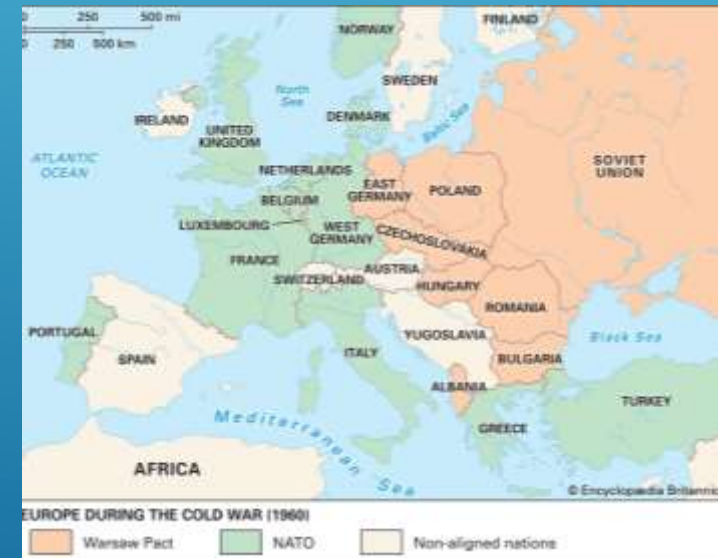 0 250 500 mi
0 250 500 km
NORWAY
FINLAND
SWEDEN
North
Sea
Baltic Sea
IRELAND
UNITED
KINGDOM
DENMARK
ATLANTIC
OCEAN
SOVIET
UNION
NETHERLANDS
EAST
GERMANY
POLAND
BELGIUM
LUXEMBOURG
WEST
GERMANY
CZECHOSLOVAKIA
FRANCE
AUSTRIA
SWITZERLAND
HUNGARY
ROMANIA
PORTUGAL
SPAIN
YUGOSLAVIA
Black Sea
ITALY
BULGARIA
ALBANIA
TURKEY
Mediterranean Sea
GREECE
AFRICA
© Encyclopædia Britannic
EUROPE DURING THE COLD WAR (1960)
Warsaw Pact NATO Non-aligned nations